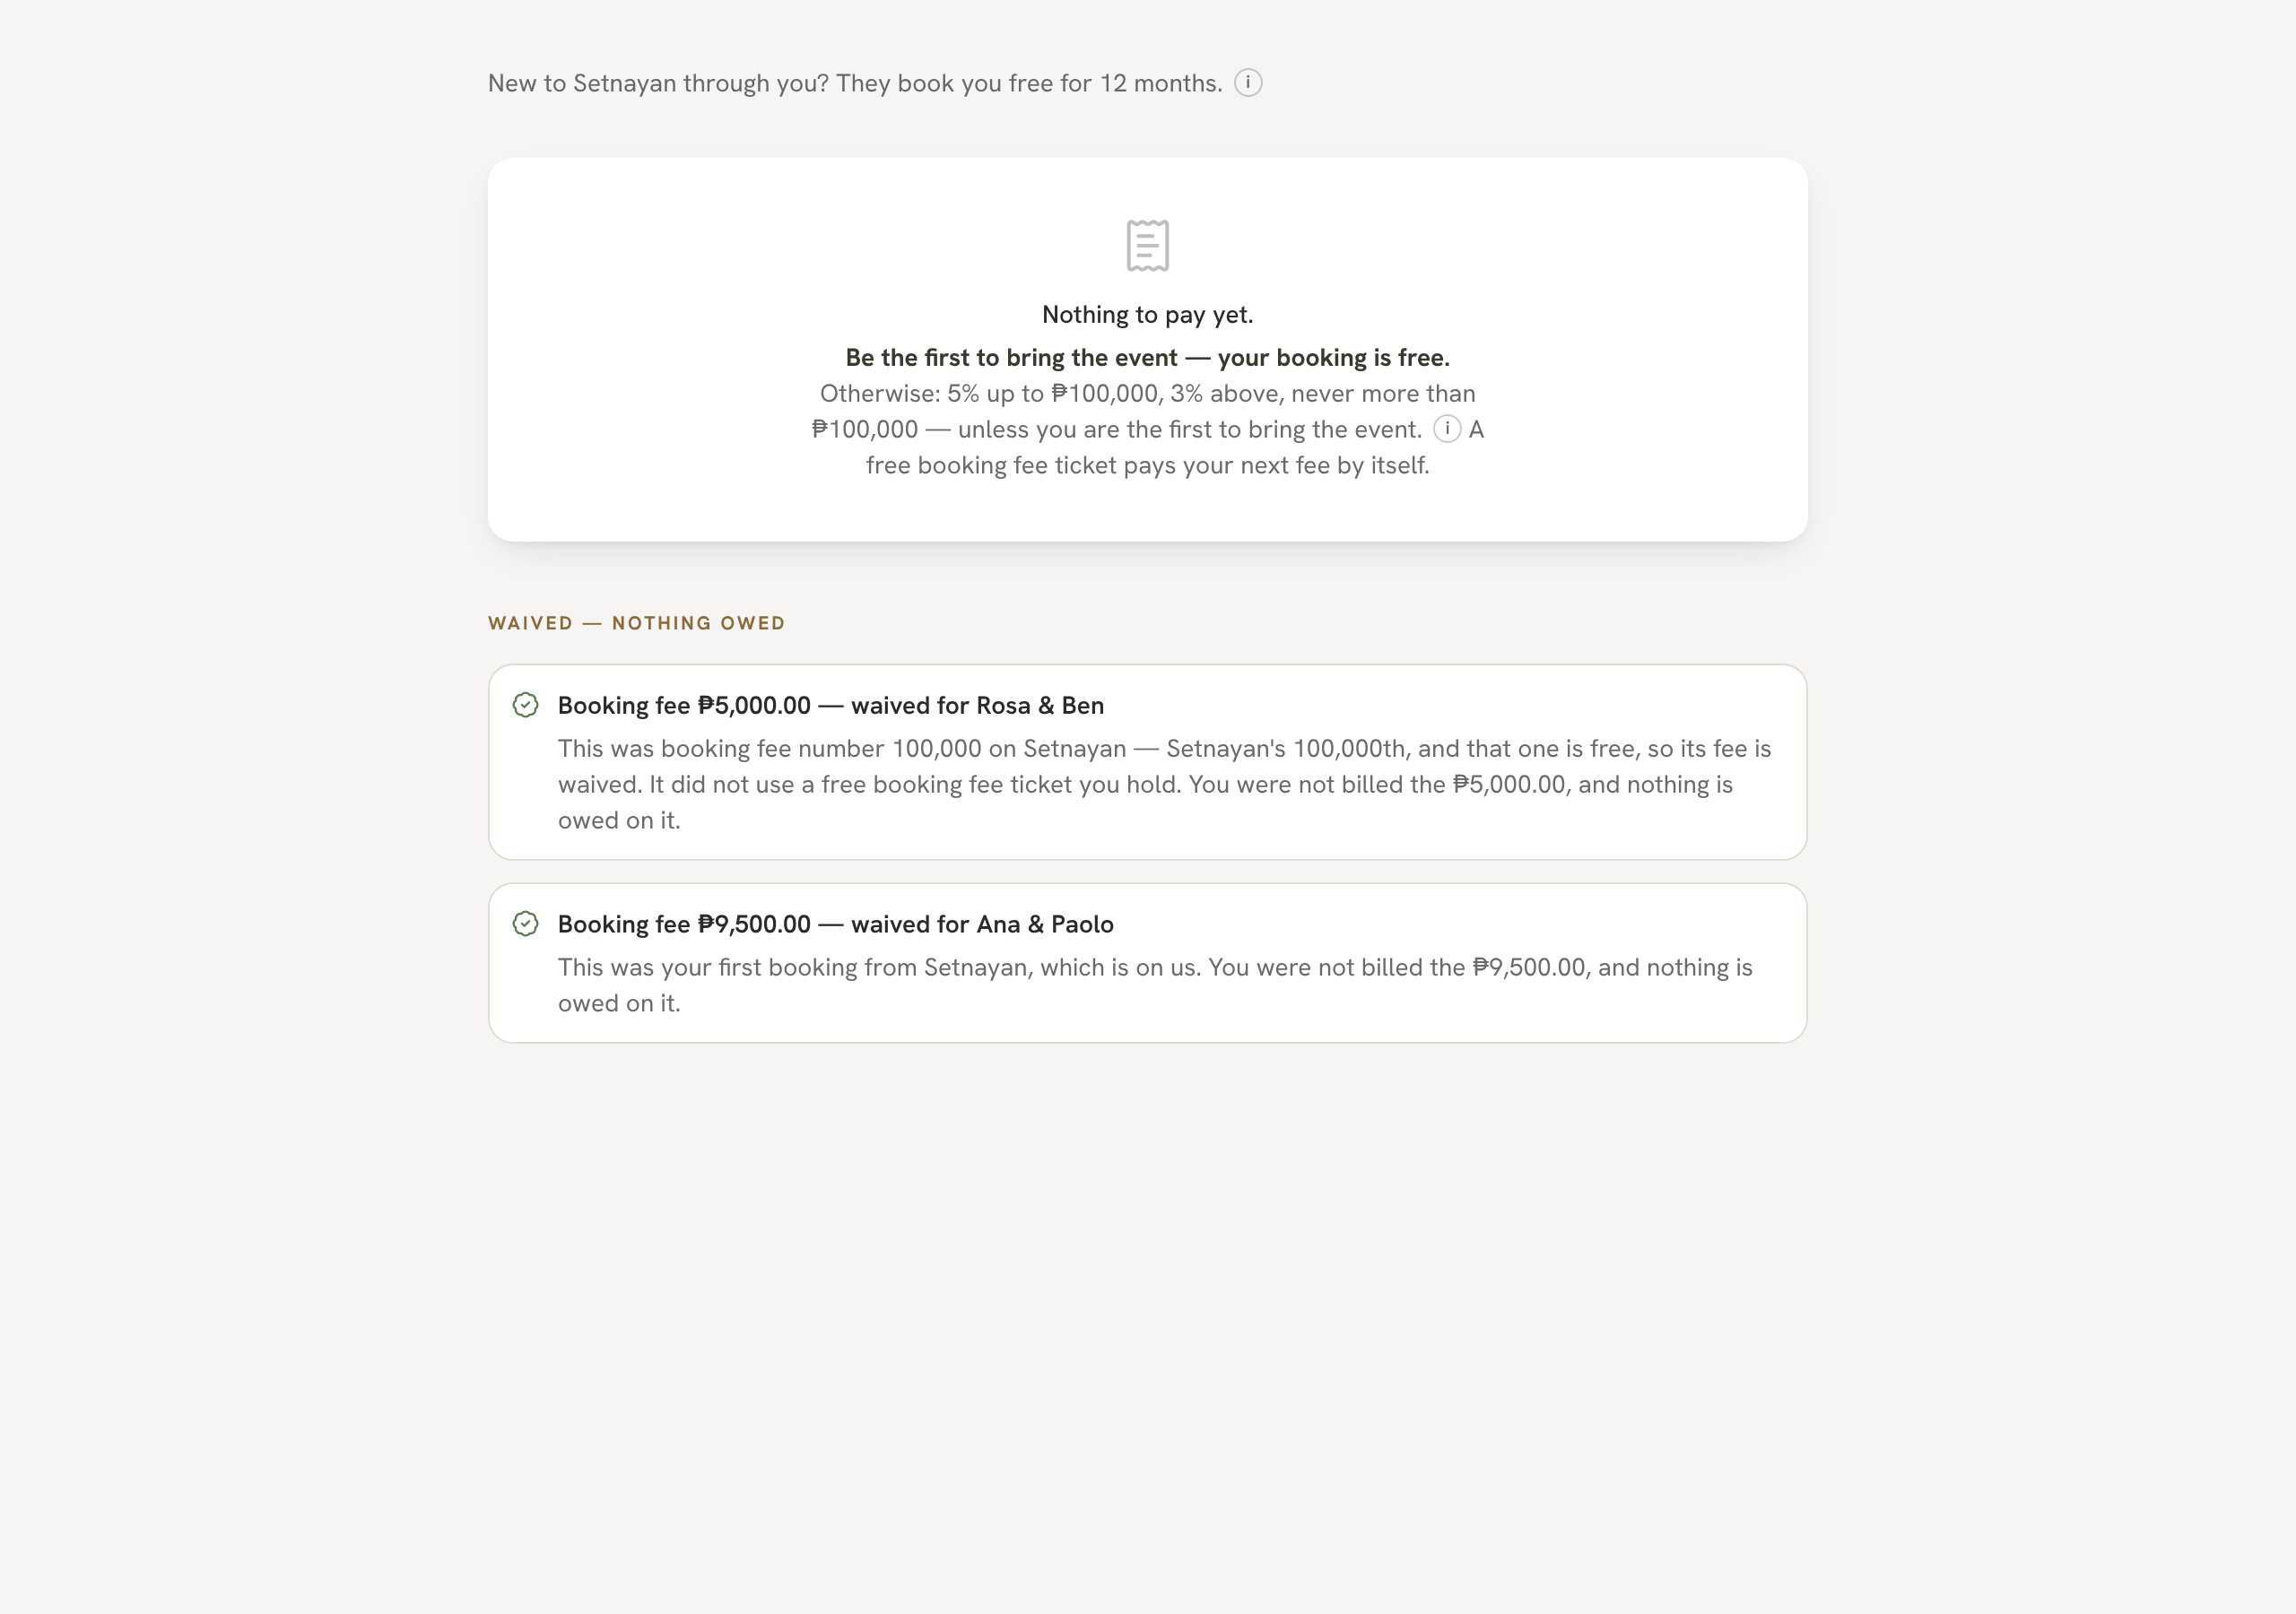 New to Setnayan through you? They book you free for 12 months. i
Nothing to pay yet.
Be the first to bring the event — your booking is free.
Otherwise: 5% up to ₱100,000, 3% above, never more than
₱100,000 — unless you are the first to bring the event. i A
free booking fee ticket pays your next fee by itself.
WAIVED — NOTHING OWED
Booking fee ₱5,000.00 — waived for Rosa & Ben
This was booking fee number 100,000 on Setnayan — Setnayan's 100,000th, and that one is free, so its fee is
waived. It did not use a free booking fee ticket you hold. You were not billed the ₱5,000.00, and nothing is
owed on it.
Booking fee ₱9,500.00 — waived for Ana & Paolo
This was your first booking from Setnayan, which is on us. You were not billed the ₱9,500.00, and nothing is
owed on it.